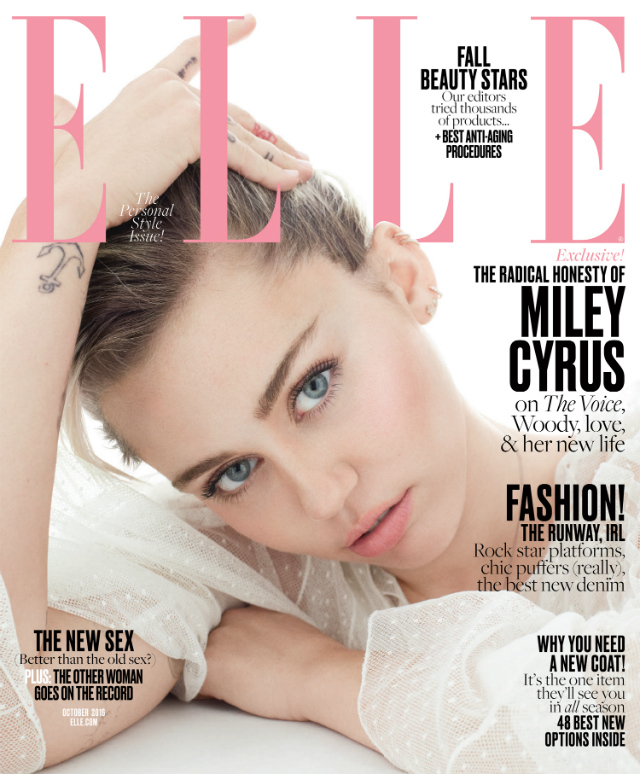 ELLE
FALL
BEAUTY STARS
Our editors
tried thousands
of products...
+ BEST ANTI-AGING
PROCEDURES
The
Personal
Style
Issue!
Exclusive!
THE RADICAL HONESTY OF
MILEY
CYRUS
on The Voice,
Woody, love,
& her new life
FASHION!
THE RUNWAY, IRL
Rock star platforms,
chic puffers (really),
the best new denim
THE NEW SEX
(Better than the old sex?)
PLUS: THE OTHER WOMAN
GOES ON THE RECORD
OCTOBER 2016
ELLE.COM
WHY YOU NEED
A NEW COAT!
It's the one item
they'll see you
in all season
48 BEST NEW
OPTIONS INSIDE